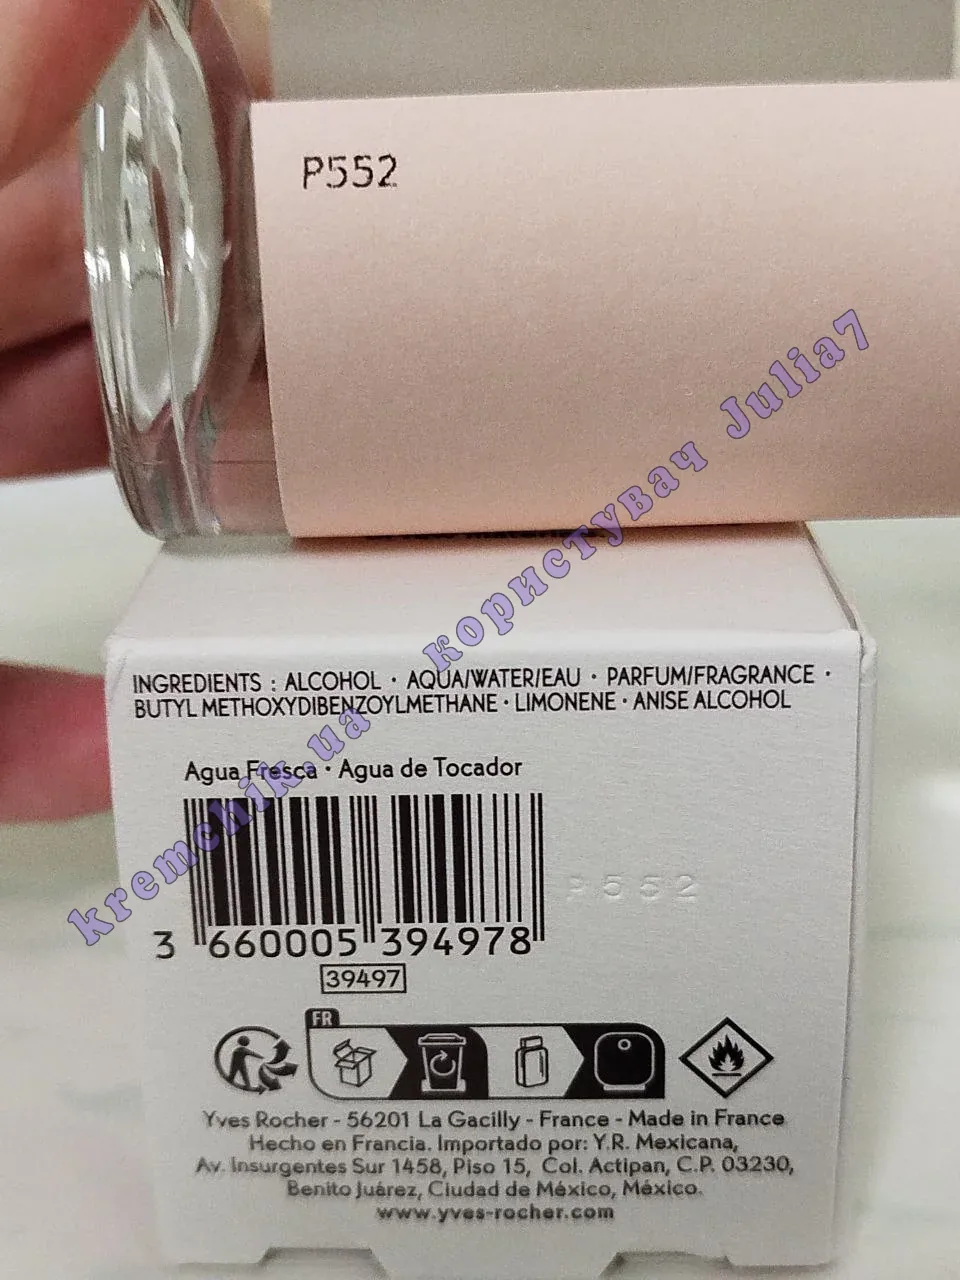 P552
INGREDIENTS : ALCOHOL · AQUA/WATER/EAU · PARFUM/FRAGRANCE ·
BUTYL METHOXYDIBENZOYLMETHANE · LIMONENE · ANISE ALCOHOL
Agua Fresca · Agua de Tocador
P552
3 660005 394978
39497
FR
Yves Rocher - 56201 La Gacilly - France - Made in France
Hecho en Francia. Importado por: Y.R. Mexicana,
Av. Insurgentes Sur 1458, Piso 15, Col. Actipan, C.P. 03230,
Benito Juárez, Ciudad de México, México.
www.yves-rocher.com
kremchik.ua користувач Julia7